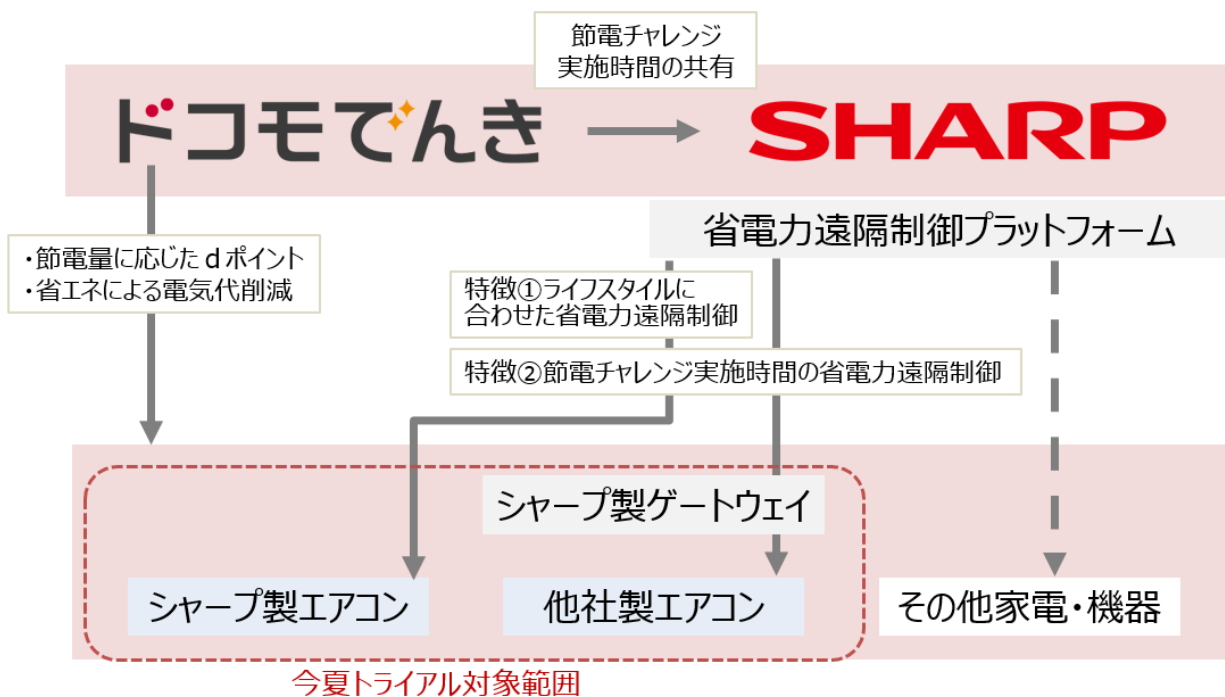 節電チャレンジ
実施時間の共有
ドコモでんき
SHARP
省電力遠隔制御プラットフォーム
・節電量に応じたdポイント
・省エネによる電気代削減
特徴①ライフスタイルに
合わせた省電力遠隔制御
特徴②節電チャレンジ実施時間の省電力遠隔制御
シャープ製ゲートウェイ
シャープ製エアコン
他社製エアコン
その他家電・機器
今夏トライアル対象範囲